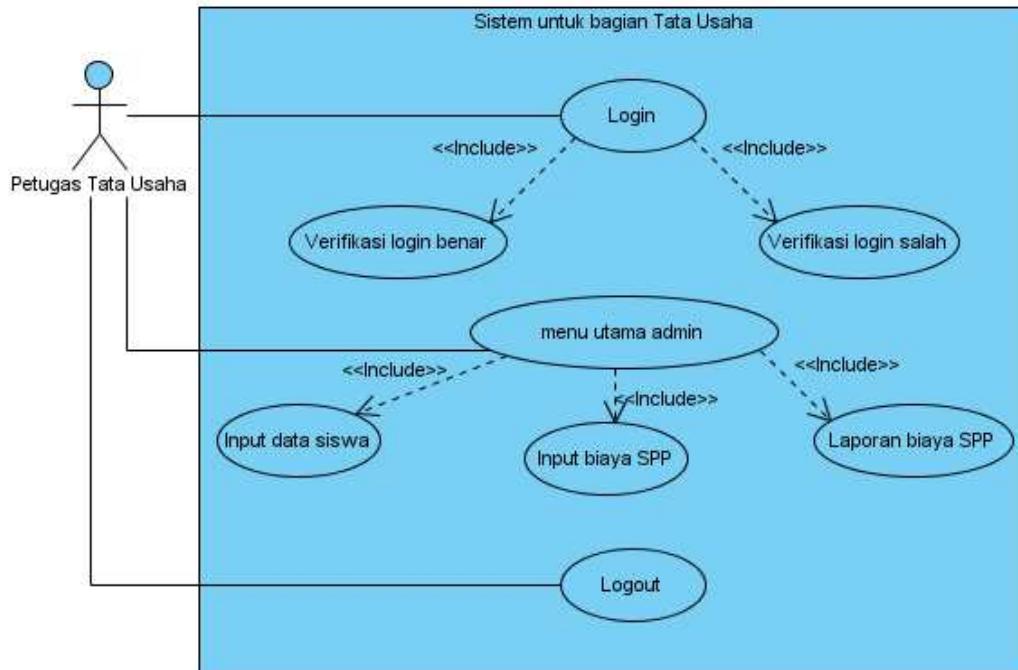 Sistem untuk bagian Tata Usaha
Login
<<Include>>
<<Include>>
Petugas Tata Usaha
Verifikasi login benar
Verifikasi login salah
menu utama admin
<<Include>>
<<Include>>
<<Include>>
Input data siswa
Input biaya SPP
Laporan biaya SPP
Logout